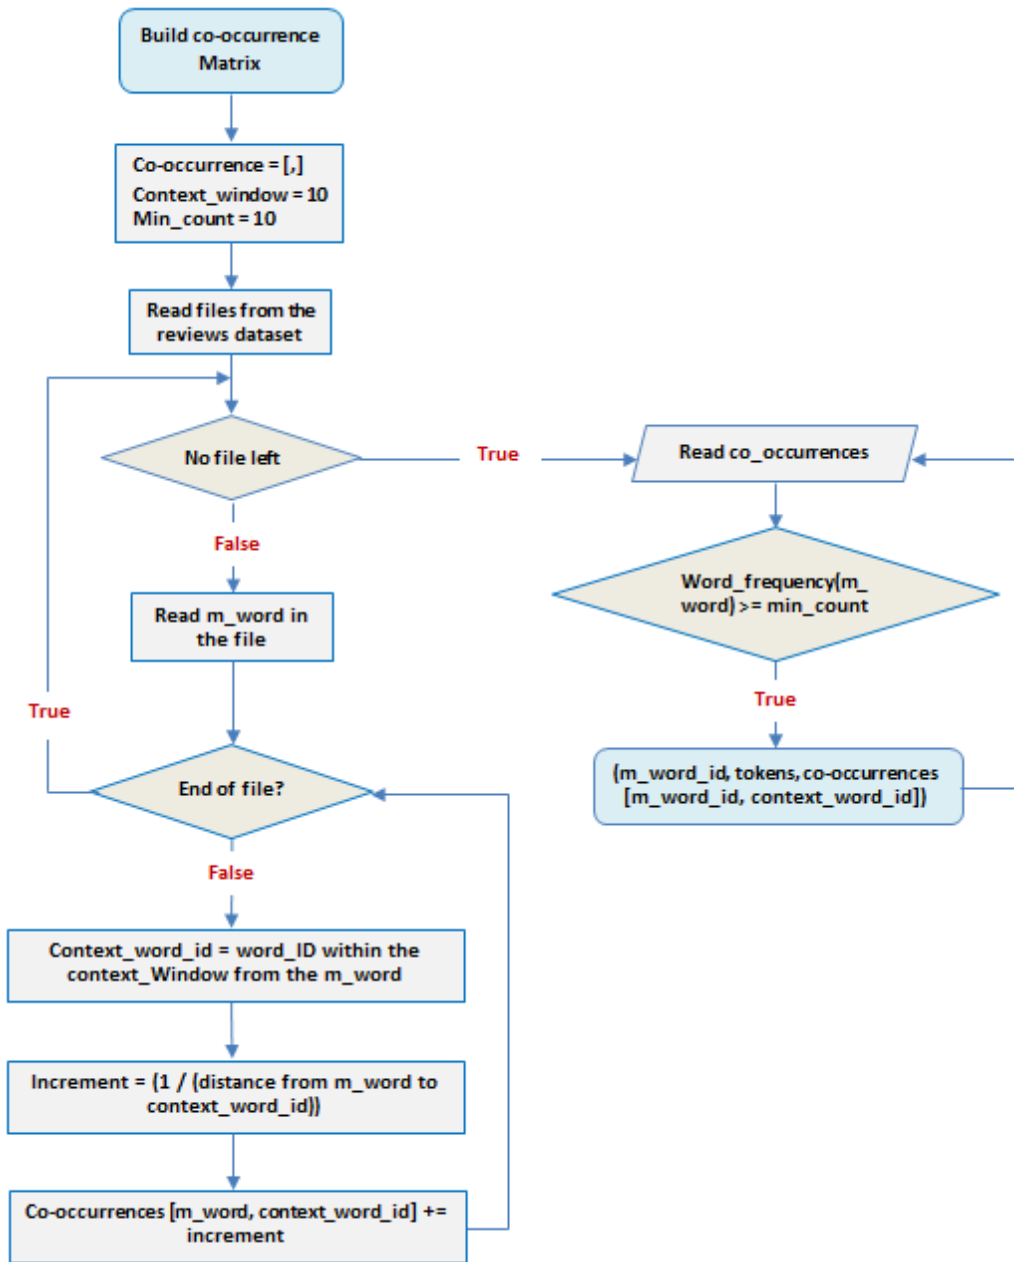 Build co-occurrence
Matrix
Co-occurrence = [,]
Context_window = 10
Min_count = 10
Read files from the
reviews dataset
No file left
True
False
Read m_word in
the file
True
End of file?
False
Context_word_id = word_ID within the
context_Window from the m_word
Increment = (1 / (distance from m_word to
context_word_id))
Co-occurrences [m_word, context_word_id] +=
increment
Read co_occurrences
Word_frequency(m_
word) >= min_count
True
(m_word_id, tokens, co-occurrences
[m_word_id, context_word_id])